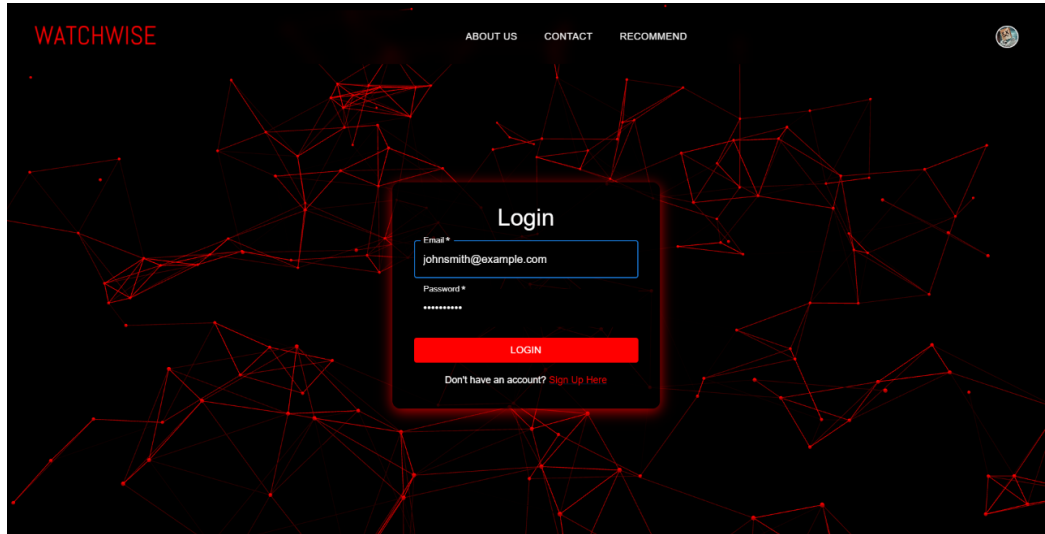 WATCHWISE
ABOUT US CONTACT RECOMMEND
Login
Email *
johnsmith@example.com
Password *
••••••••••
LOGIN
Don't have an account? Sign Up Here